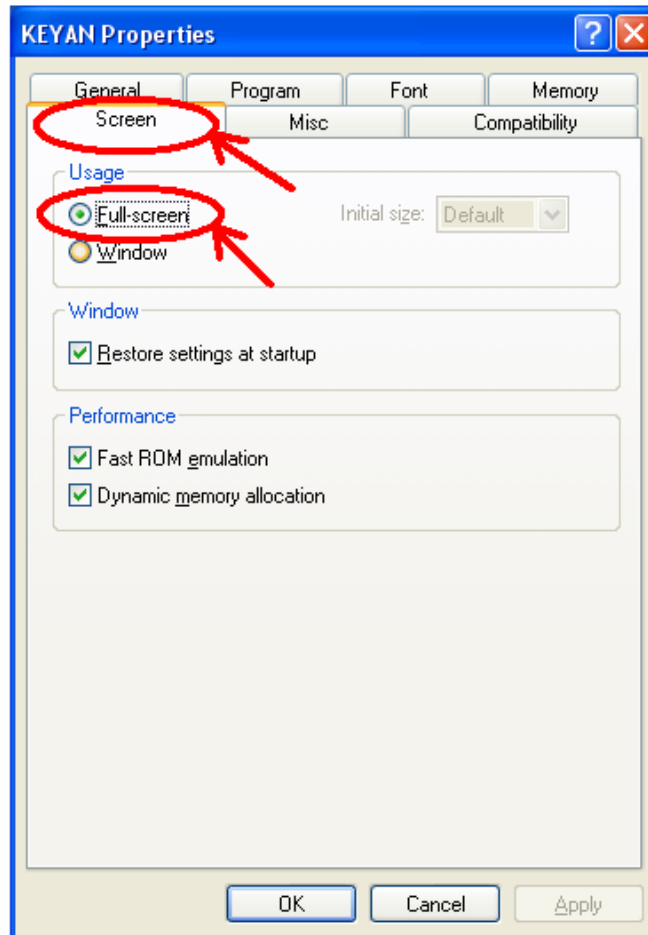 KEYAN Properties
General Program Font Memory
Screen Misc Compatibility
Usage
Full-screen Initial size: Default
Window
Window
Restore settings at startup
Performance
Fast ROM emulation
Dynamic memory allocation
OK Cancel Apply